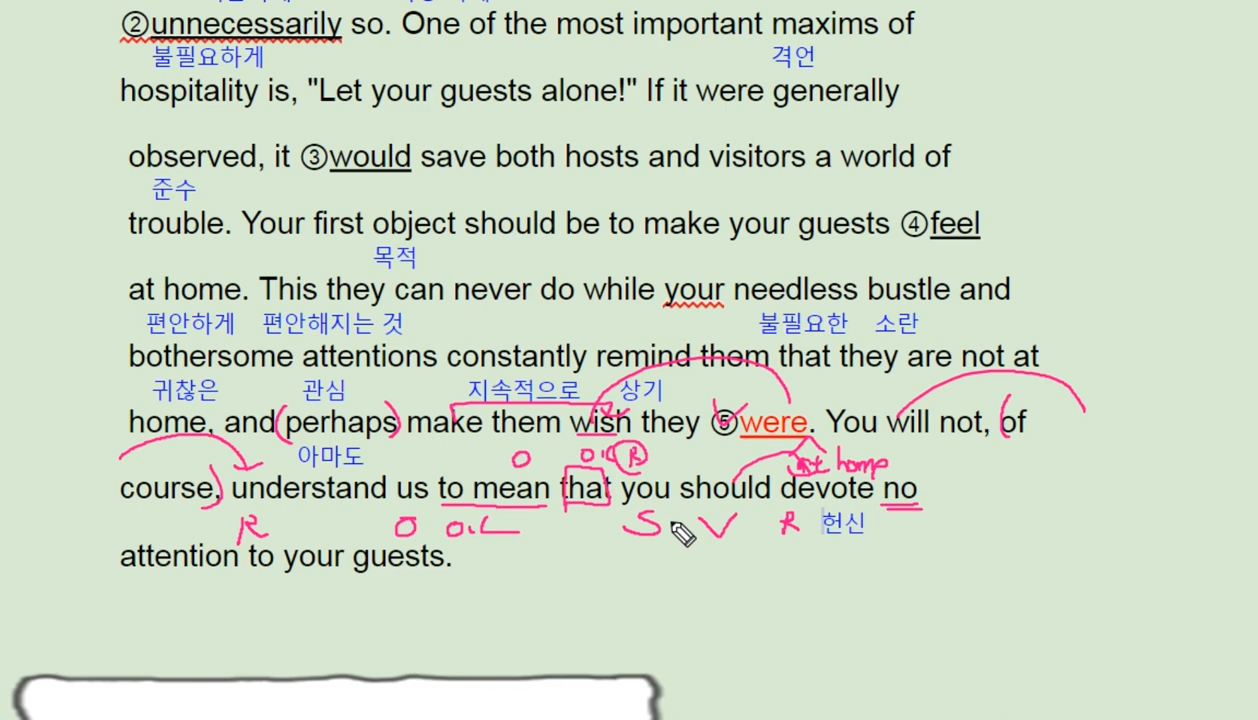 ②unnecessarily so. One of the most important maxims of
불필요하게 격언
hospitality is, "Let your guests alone!" If it were generally
observed, it ③would save both hosts and visitors a world of
준수
trouble. Your first object should be to make your guests ④feel
목적
at home. This they can never do while your needless bustle and
편안하게 편안해지는 것 불필요한 소란
bothersome attentions constantly remind them that they are not at
귀찮은 관심 지속적으로 상기
home, and (perhaps) make them wish they ⑤were. You will not, (of
아마도 O O.C R at home
course,) understand us to mean that you should devote no
R O O.C S V R 헌신
attention to your guests.